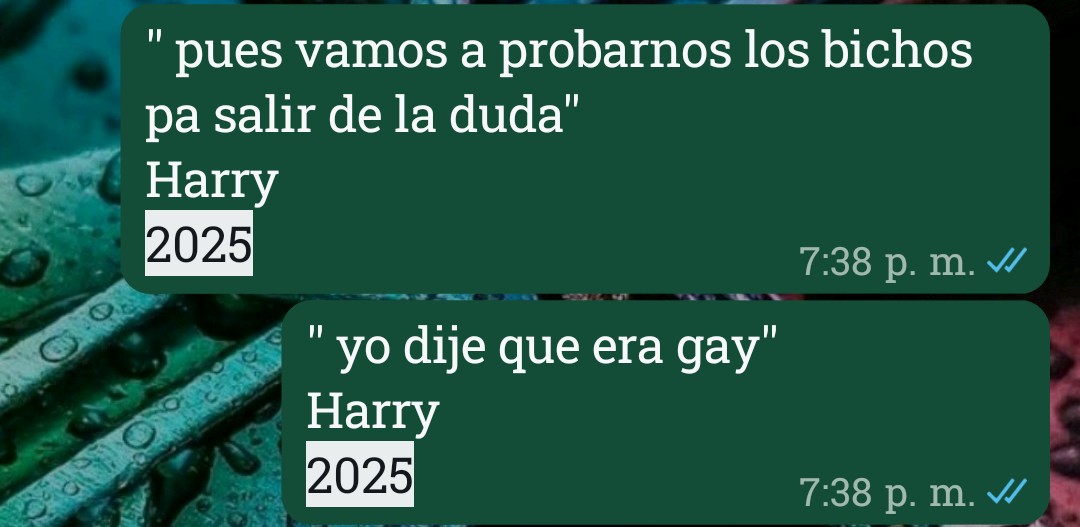 " pues vamos a probarnos los bichos
pa salir de la duda"
Harry
2025
7:38 p. m.
" yo dije que era gay"
Harry
2025
7:38 p. m.